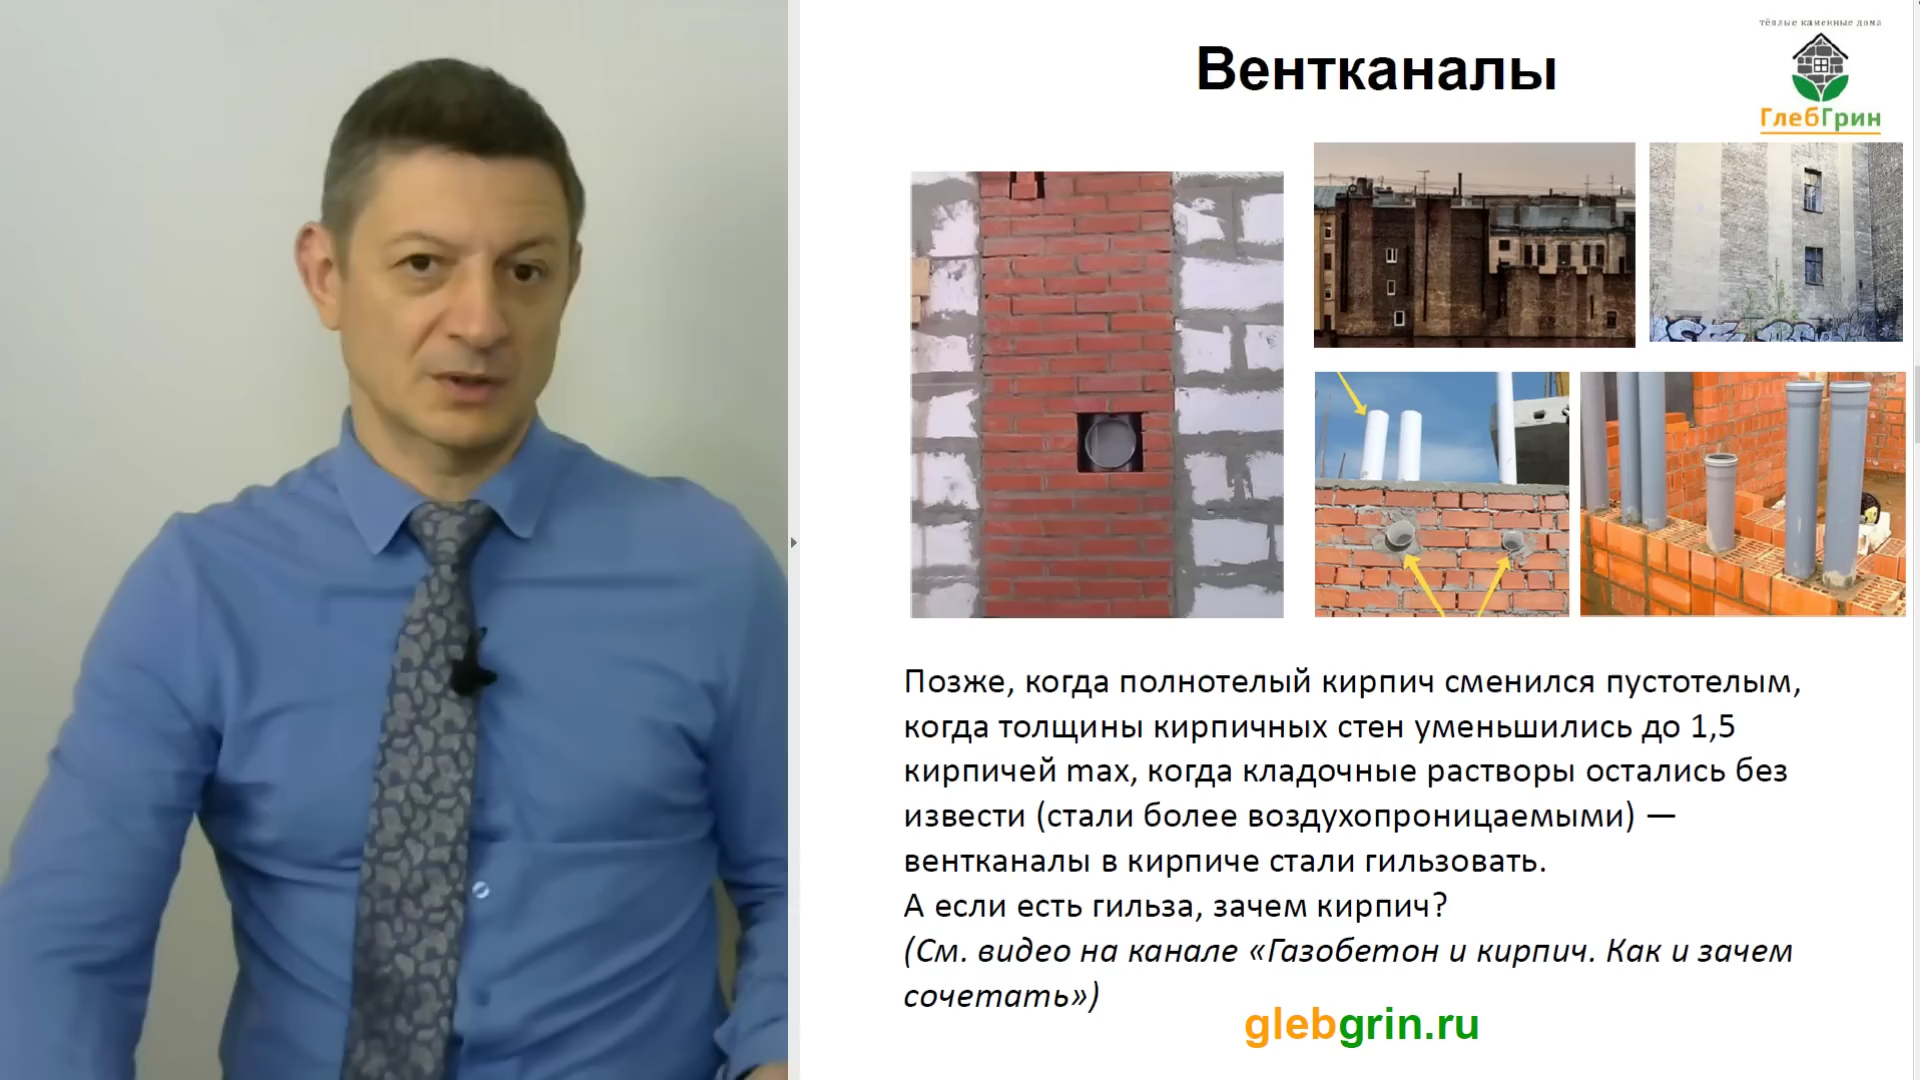 тёплые каменные дома
Вентканалы
ГлебГрин
Позже, когда полнотелый кирпич сменился пустотелым,
когда толщины кирпичных стен уменьшились до 1,5
кирпичей max, когда кладочные растворы остались без
извести (стали более воздухопроницаемыми) —
вентканалы в кирпиче стали гильзовать.
А если есть гильза, зачем кирпич?
(См. видео на канале «Газобетон и кирпич. Как и зачем
сочетать»)
glebgrin.ru